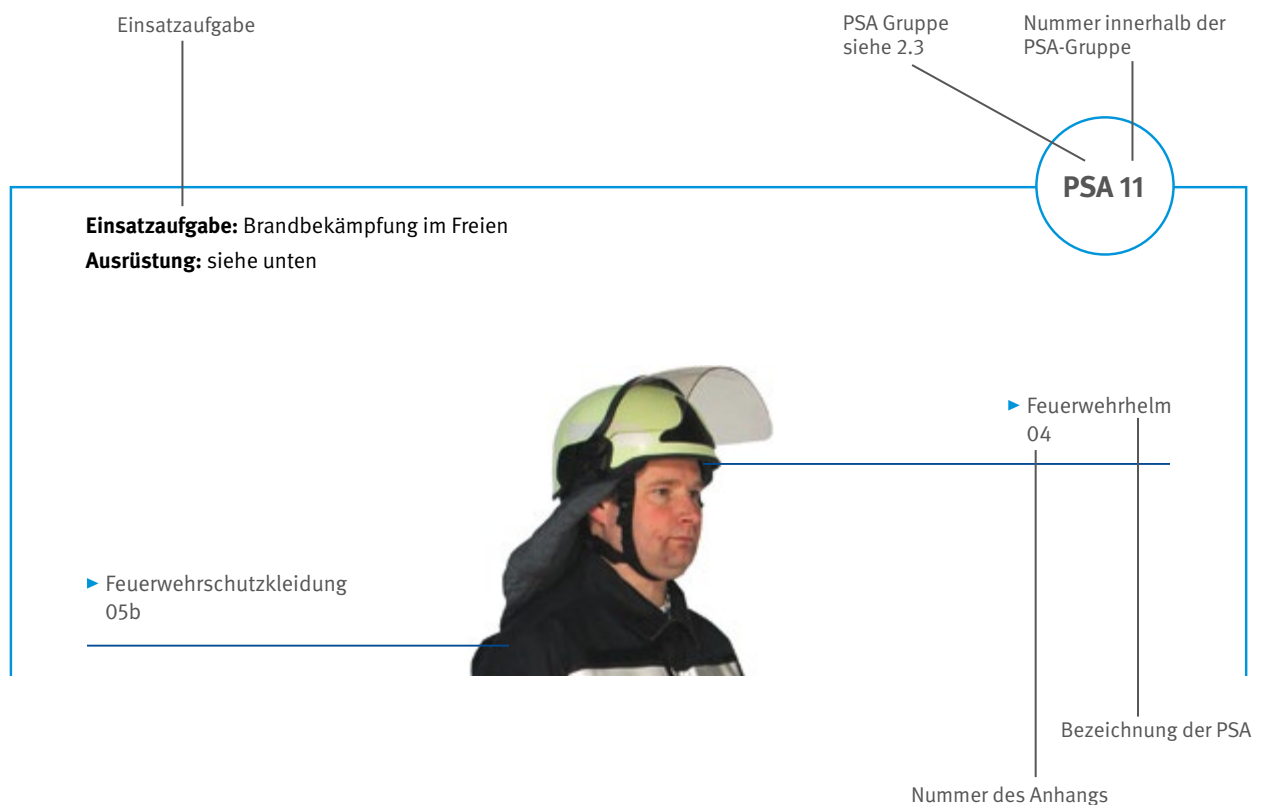 Einsatzaufgabe
PSA Gruppe
siehe 2.3
Nummer innerhalb der
PSA-Gruppe
PSA 11
Einsatzaufgabe: Brandbekämpfung im Freien
Ausrüstung: siehe unten
► Feuerwehrhelm
04
► Feuerwehrschutzkleidung
05b
Bezeichnung der PSA
Nummer des Anhangs